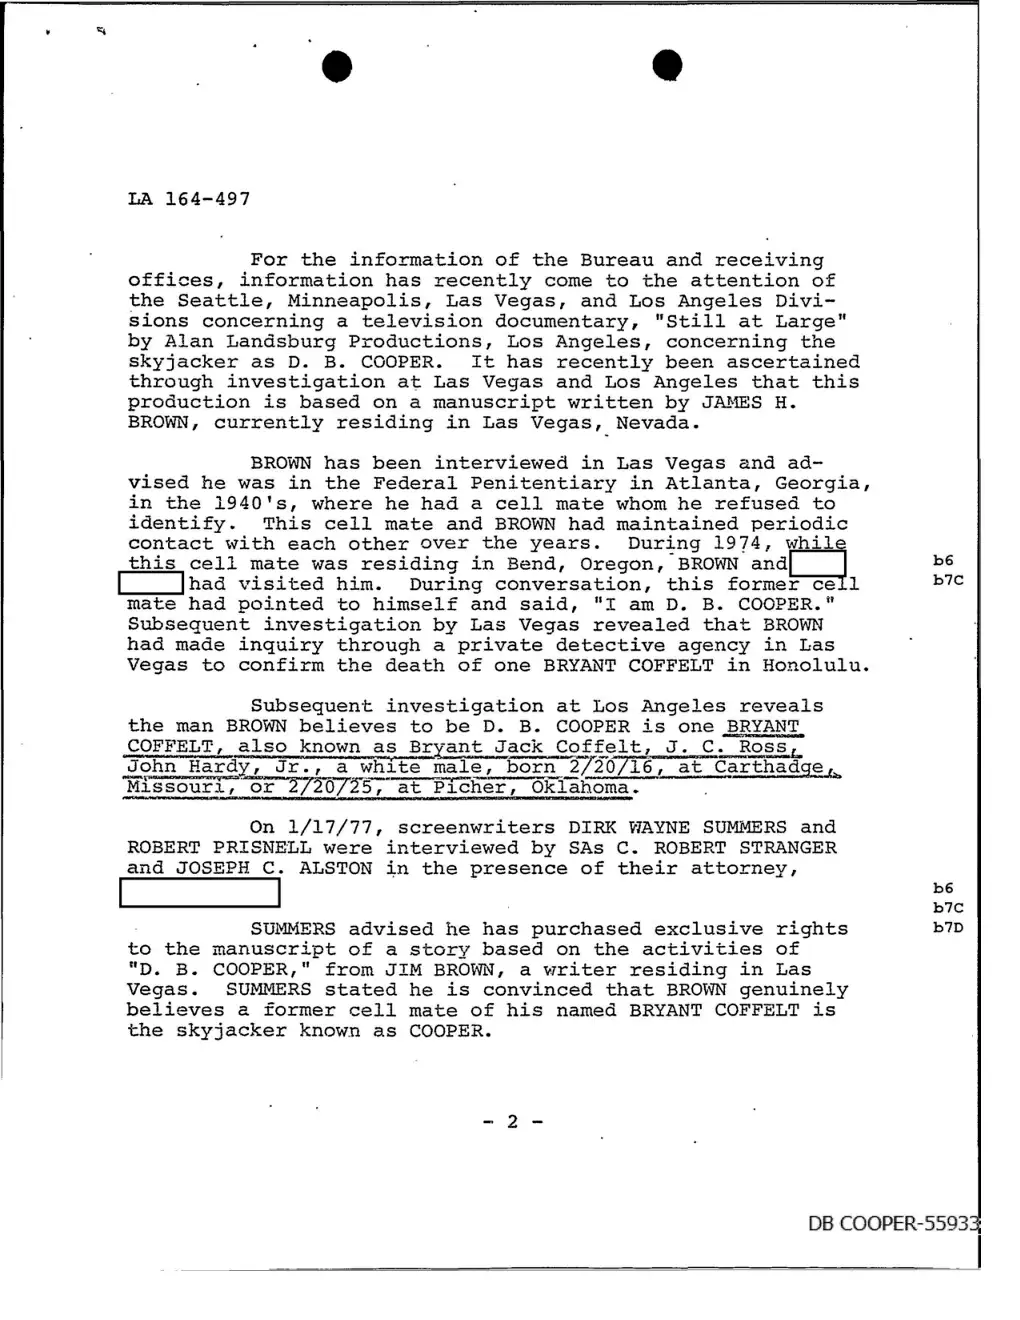 LA 164-497
For the information of the Bureau and receiving
offices, information has recently come to the attention of
the Seattle, Minneapolis, Las Vegas, and Los Angeles Divi-
sions concerning a television documentary, "Still at Large"
by Alan Landsburg Productions, Los Angeles, concerning the
skyjacker as D. B. COOPER. It has recently been ascertained
through investigation at Las Vegas and Los Angeles that this
production is based on a manuscript written by JAMES H.
BROWN, currently residing in Las Vegas, Nevada.
BROWN has been interviewed in Las Vegas and ad-
vised he was in the Federal Penitentiary in Atlanta, Georgia,
in the 1940's, where he had a cell mate whom he refused to
identify. This cell mate and BROWN had maintained periodic
contact with each other over the years. During 1974, while
this cell mate was residing in Bend, Oregon, BROWN and
b6
had visited him. During conversation, this former cell
b7C
mate had pointed to himself and said, "I am D. B. COOPER."
Subsequent investigation by Las Vegas revealed that BROWN
had made inquiry through a private detective agency in Las
Vegas to confirm the death of one BRYANT COFFELT in Honolulu.
Subsequent investigation at Los Angeles reveals
the man BROWN believes to be D. B. COOPER is one BRYANT
COFFELT, also known as Bryant Jack Coffelt, J. C. Ross,
John Hardy, Jr., a white male, born 2/20/16, at Carthadge,
Missouri, or 2/20/25, at Picher, Oklahoma.
On 1/17/77, screenwriters DIRK WAYNE SUMMERS and
ROBERT PRISNELL were interviewed by SAs C. ROBERT STRANGER
and JOSEPH C. ALSTON in the presence of their attorney,
b6
b7C
SUMMERS advised he has purchased exclusive rights
b7D
to the manuscript of a story based on the activities of
"D. B. COOPER," from JIM BROWN, a writer residing in Las
Vegas. SUMMERS stated he is convinced that BROWN genuinely
believes a former cell mate of his named BRYANT COFFELT is
the skyjacker known as COOPER.
- 2 -
DB COOPER-55933